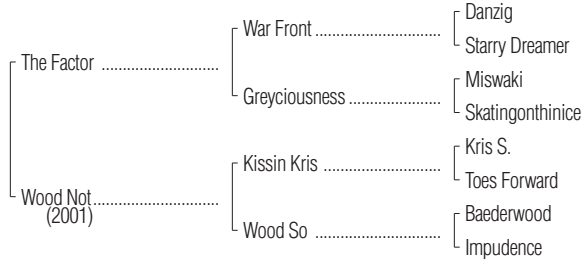 Danzig
War Front ..........................
Starry Dreamer
The Factor ..............................
Miswaki
Greyciousness ..................
Skatingonthinice
Kris S.
Kissin Kris .........................
Toes Forward
Wood Not ...............................
(2001)
Baederwood
Wood So ...........................
Impudence